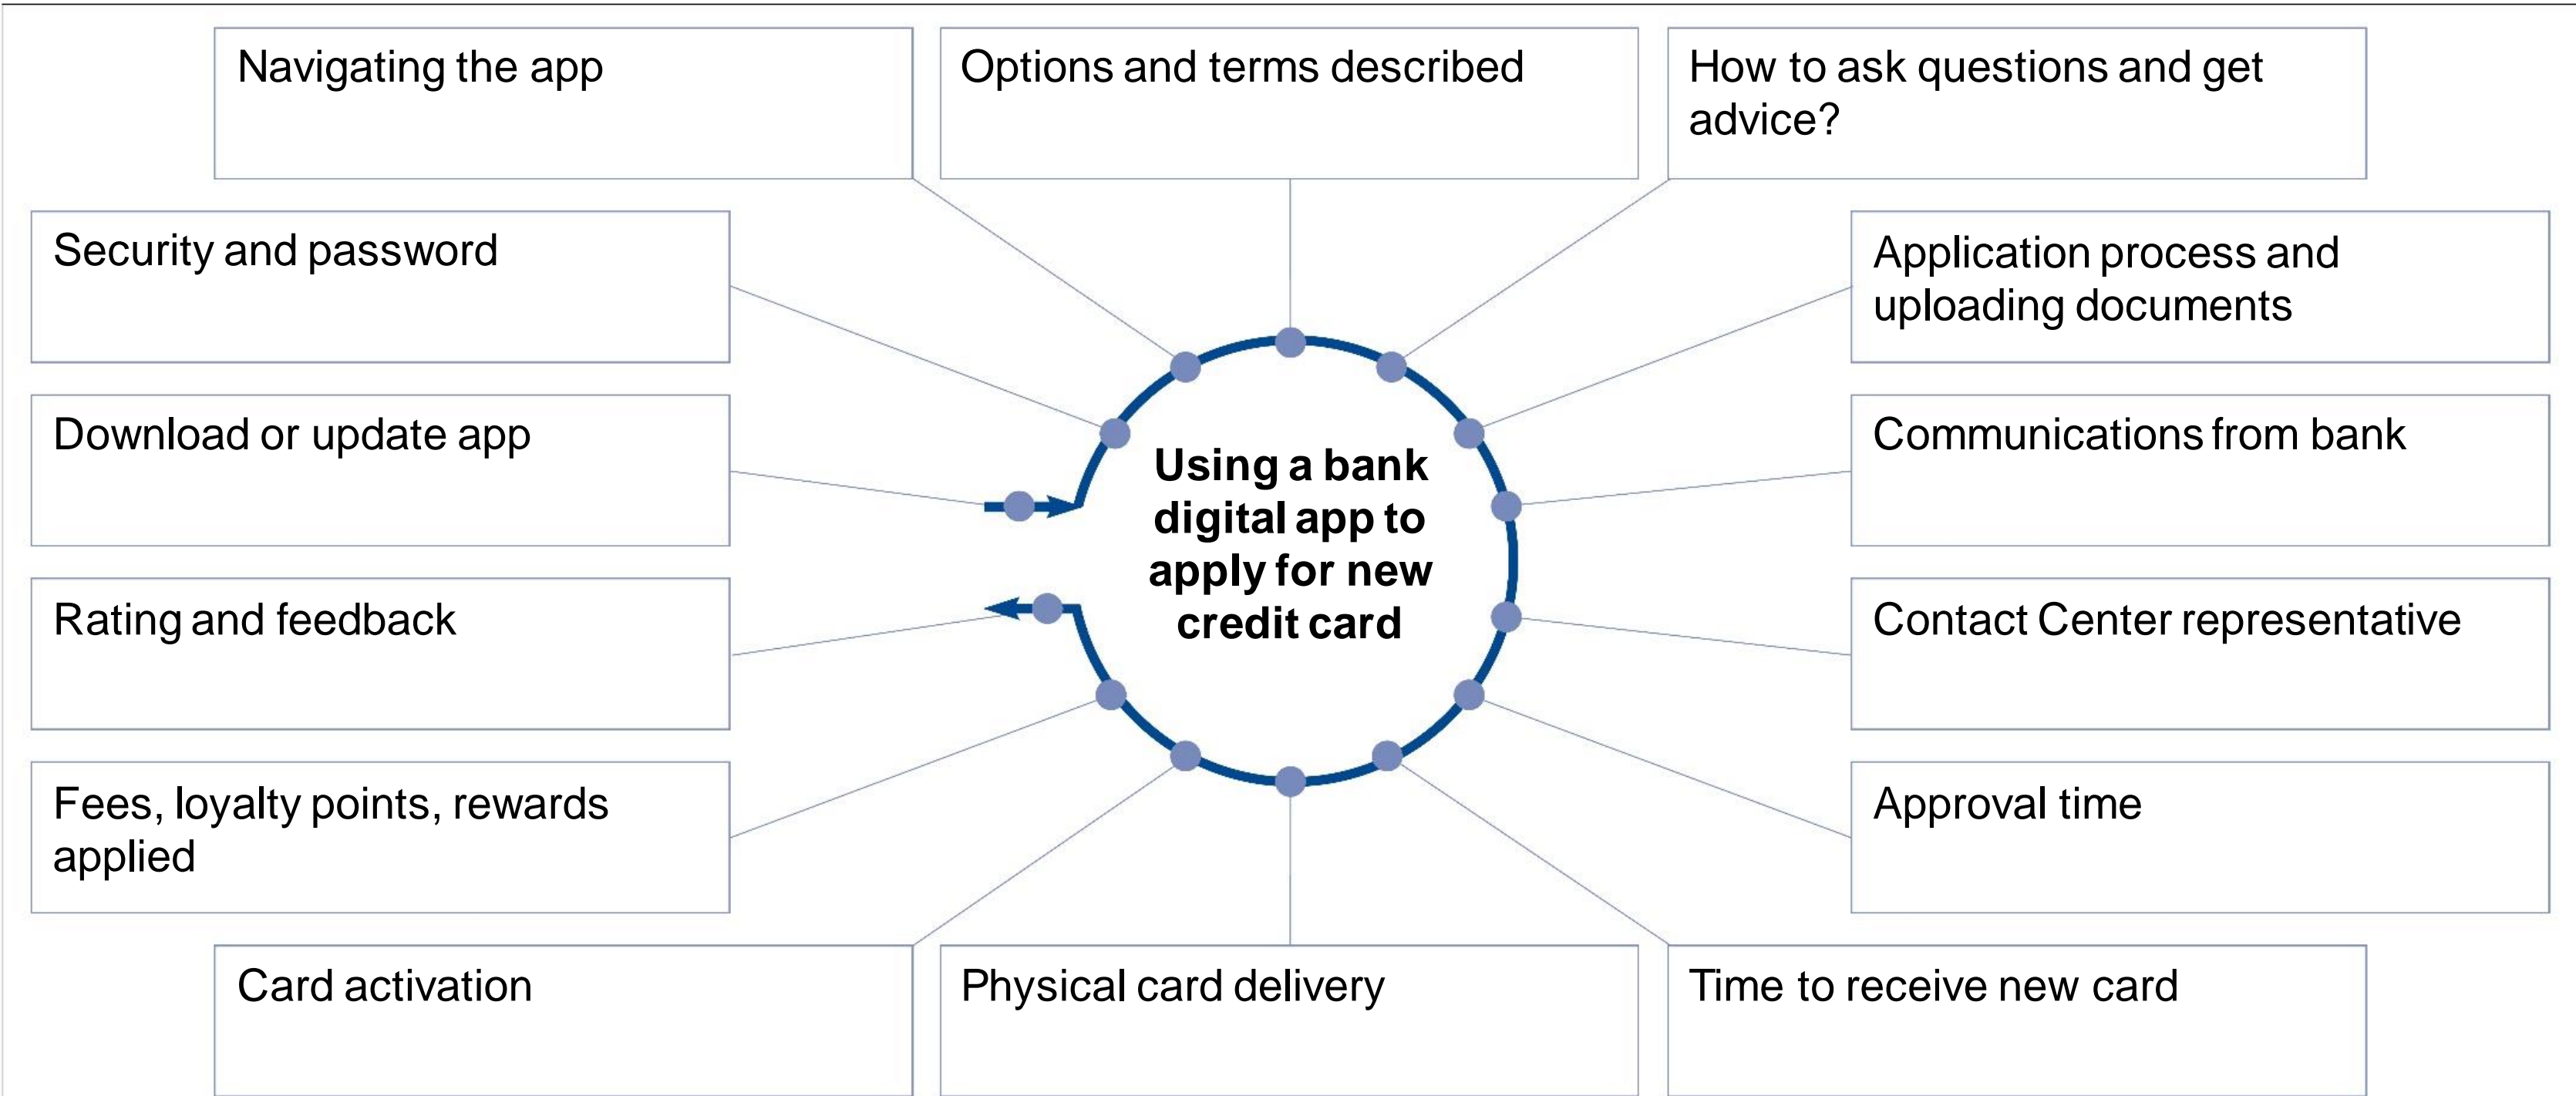 Navigating the app
Options and terms described
How to ask questions and get
advice?
Security and password
Application process and
uploading documents
Download or update app
Communications from bank
Using a bank
digital app to
apply for new
credit card
Rating and feedback
Contact Center representative
Fees, loyalty points, rewards
applied
Approval time
Card activation
Physical card delivery
Time to receive new card